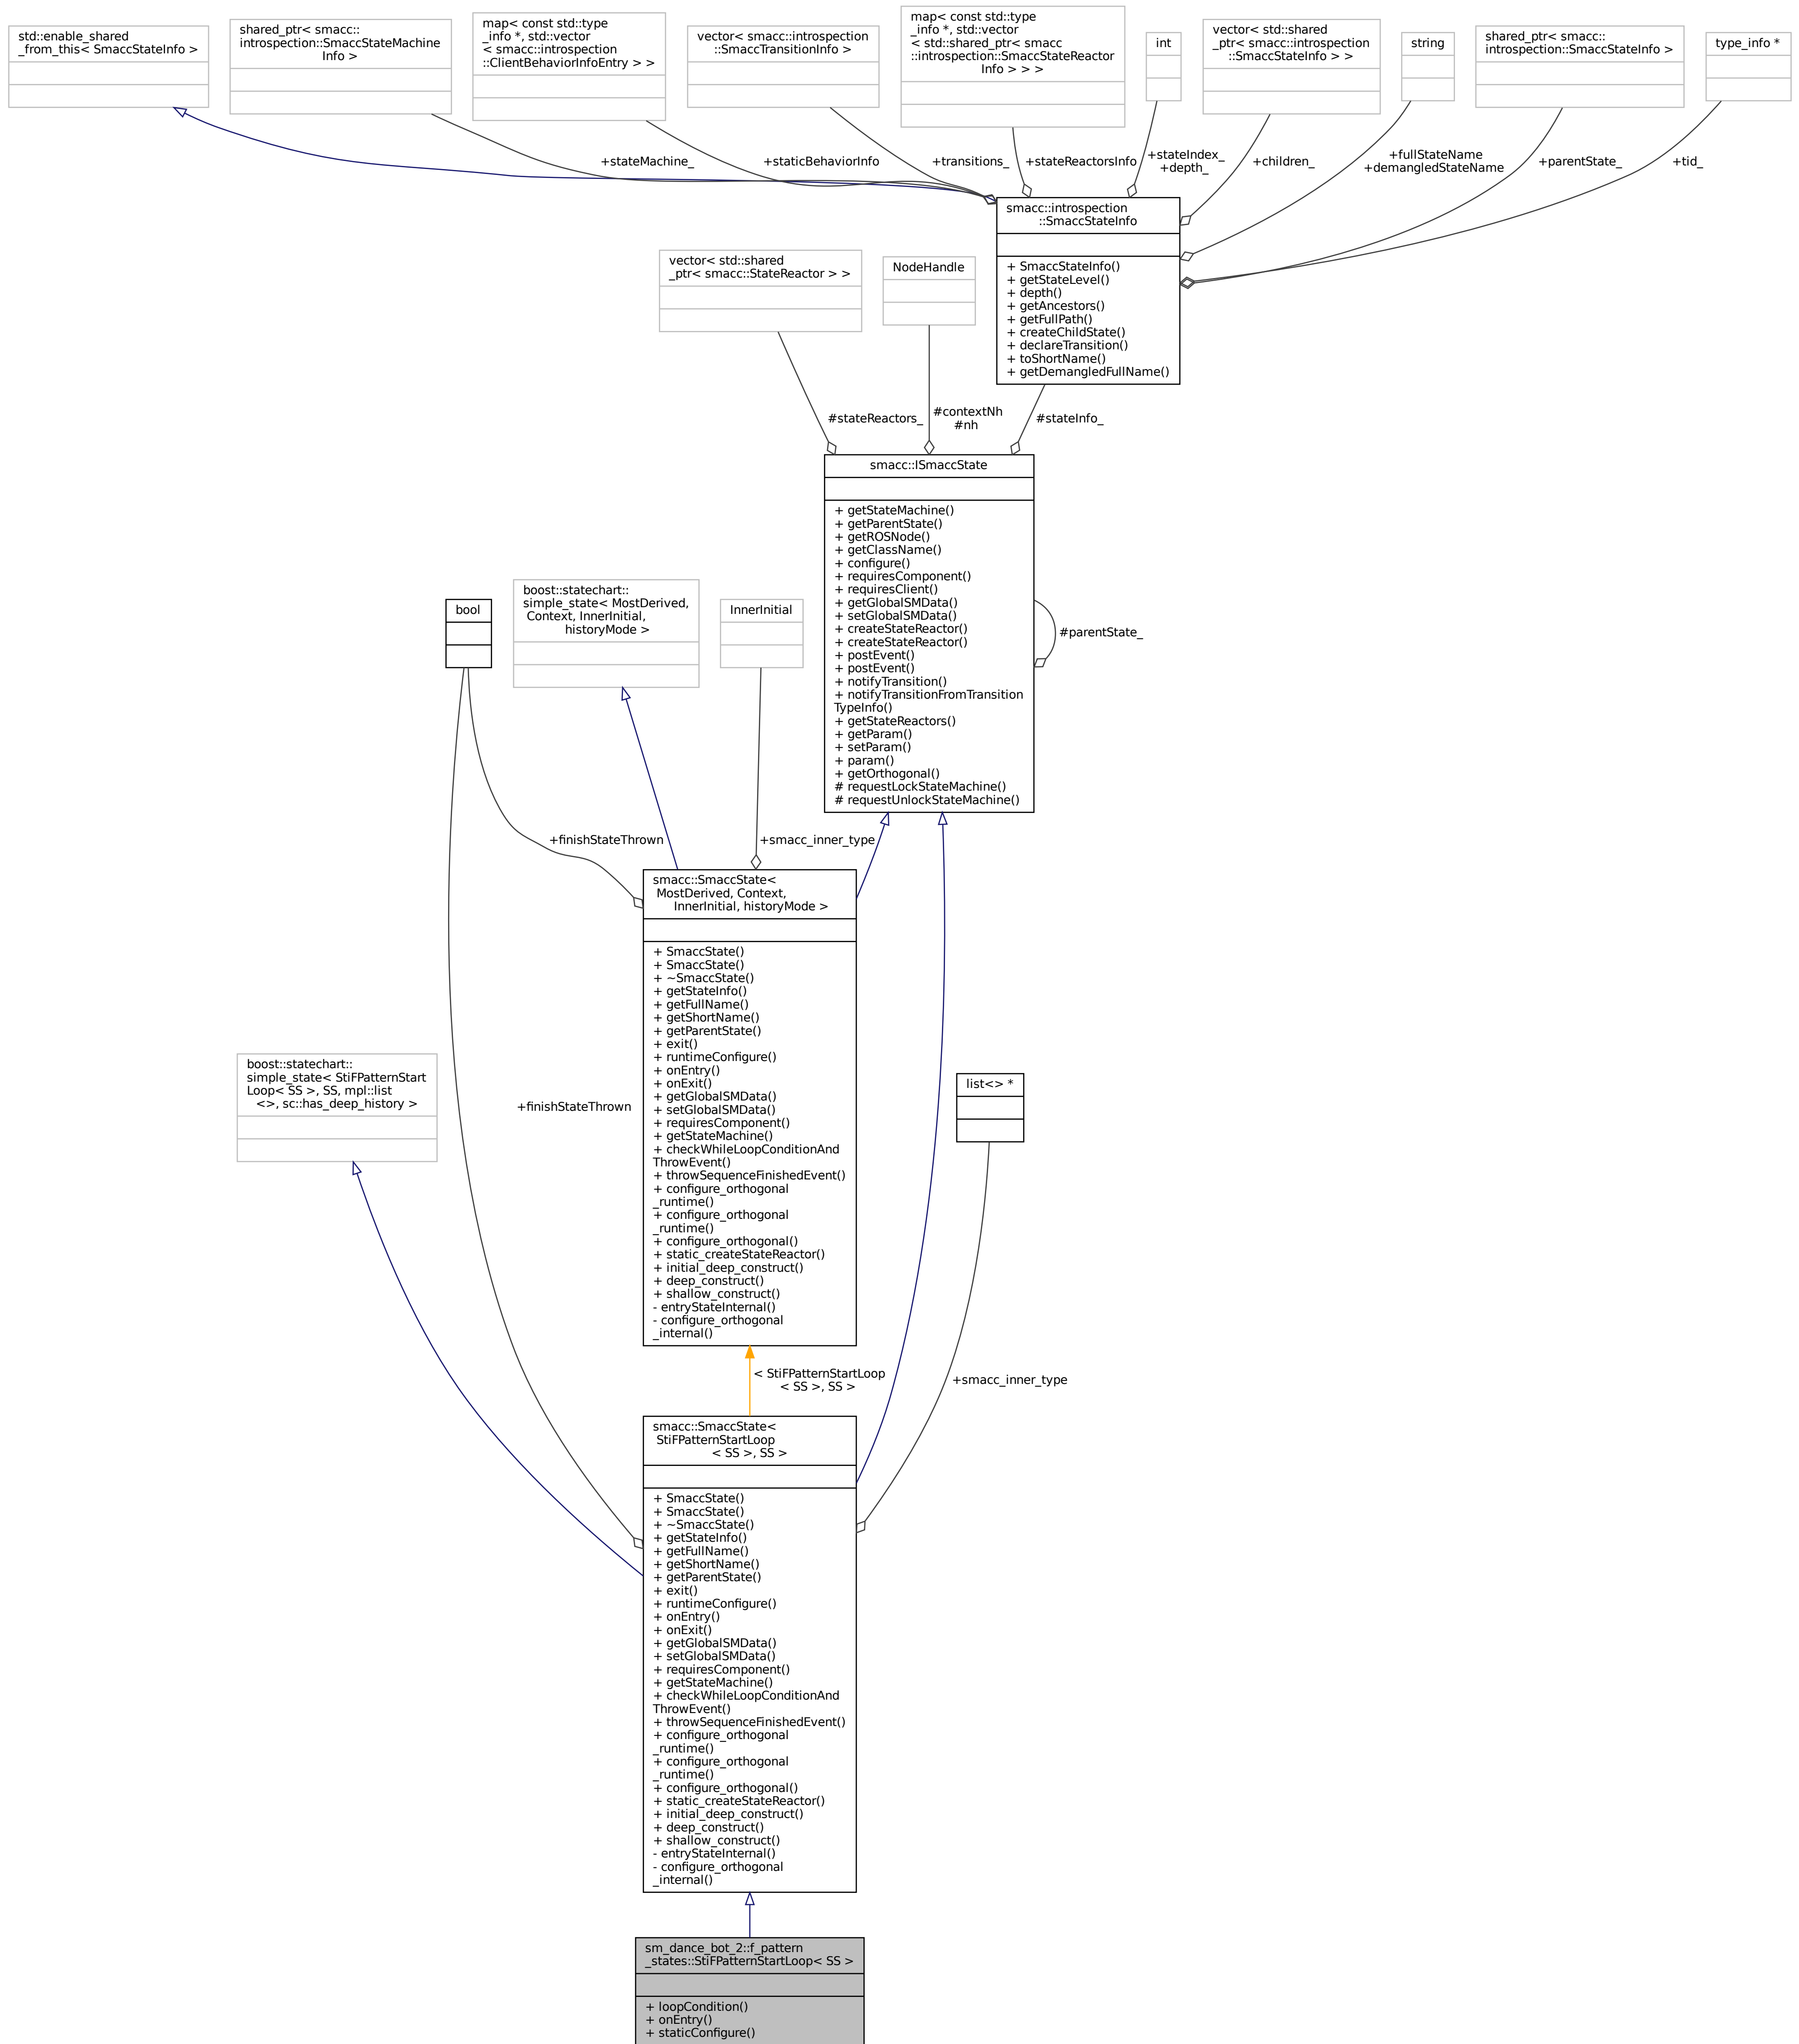 std::enable_shared
_from_this< SmaccStateInfo >
shared_ptr< smacc::
introspection::SmaccStateMachine
Info >
map< const std::type
_info *, std::vector
< smacc::introspection
::ClientBehaviorInfoEntry > >
vector< smacc::introspection
::SmaccTransitionInfo >
map< const std::type
_info *, std::vector
< std::shared_ptr< smacc
::introspection::SmaccStateReactor
Info > > >
int
vector< std::shared
_ptr< smacc::introspection
::SmaccStateInfo > >
string
shared_ptr< smacc::
introspection::SmaccStateInfo >
type_info *
+stateMachine_
+staticBehaviorInfo
+transitions_
+stateReactorsInfo
+stateIndex_
+depth_
+children_
+fullStateName
+demangledStateName
+parentState_
+tid_
smacc::introspection
::SmaccStateInfo
+ SmaccStateInfo()
+ getStateLevel()
+ depth()
+ getAncestors()
+ getFullPath()
+ createChildState()
+ declareTransition()
+ toShortName()
+ getDemangledFullName()
vector< std::shared
_ptr< smacc::StateReactor > >
NodeHandle
#stateReactors_
#contextNh
#nh
#stateInfo_
smacc::ISmaccState
+ getStateMachine()
+ getParentState()
+ getROSNode()
+ getClassName()
+ configure()
+ requiresComponent()
+ requiresClient()
+ getGlobalSMData()
+ setGlobalSMData()
+ createStateReactor()
+ createStateReactor()
+ postEvent()
+ postEvent()
+ notifyTransition()
+ notifyTransitionFromTransition
TypeInfo()
+ getStateReactors()
+ getParam()
+ setParam()
+ param()
+ getOrthogonal()
# requestLockStateMachine()
# requestUnlockStateMachine()
#parentState_
bool
boost::statechart::
simple_state< MostDerived,
Context, InnerInitial,
historyMode >
InnerInitial
+finishStateThrown
+smacc_inner_type
smacc::SmaccState<
MostDerived, Context,
InnerInitial, historyMode >
+ SmaccState()
+ SmaccState()
+ ~SmaccState()
+ getStateInfo()
+ getFullName()
+ getShortName()
+ getParentState()
+ exit()
+ runtimeConfigure()
+ onEntry()
+ onExit()
+ getGlobalSMData()
+ setGlobalSMData()
+ requiresComponent()
+ getStateMachine()
+ checkWhileLoopConditionAnd
ThrowEvent()
+ throwSequenceFinishedEvent()
+ configure_orthogonal
_runtime()
+ configure_orthogonal
_runtime()
+ configure_orthogonal()
+ static_createStateReactor()
+ initial_deep_construct()
+ deep_construct()
+ shallow_construct()
- entryStateInternal()
- configure_orthogonal
_internal()
boost::statechart::
simple_state< StiFPatternStart
Loop< SS >, SS, mpl::list
<>, sc::has_deep_history >
+finishStateThrown
list<> *
< StiFPatternStartLoop
< SS >, SS >
+smacc_inner_type
smacc::SmaccState<
StiFPatternStartLoop
< SS >, SS >
+ SmaccState()
+ SmaccState()
+ ~SmaccState()
+ getStateInfo()
+ getFullName()
+ getShortName()
+ getParentState()
+ exit()
+ runtimeConfigure()
+ onEntry()
+ onExit()
+ getGlobalSMData()
+ setGlobalSMData()
+ requiresComponent()
+ getStateMachine()
+ checkWhileLoopConditionAnd
ThrowEvent()
+ throwSequenceFinishedEvent()
+ configure_orthogonal
_runtime()
+ configure_orthogonal
_runtime()
+ configure_orthogonal()
+ static_createStateReactor()
+ initial_deep_construct()
+ deep_construct()
+ shallow_construct()
- entryStateInternal()
- configure_orthogonal
_internal()
sm_dance_bot_2::f_pattern
_states::StiFPatternStartLoop< SS >
+ loopCondition()
+ onEntry()
+ staticConfigure()